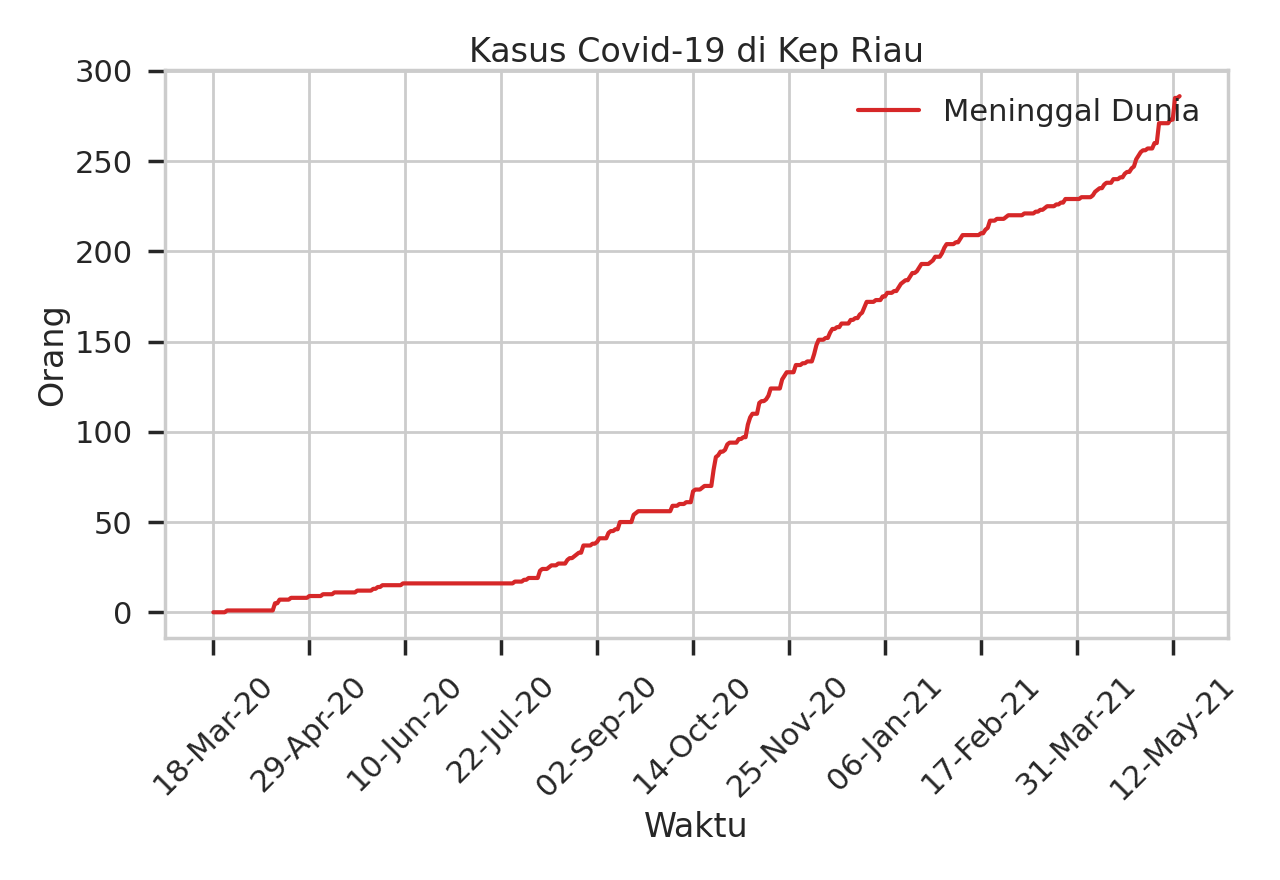 Kasus Covid-19 di Kep Riau
300
250
200
150
100
50
0
Orang
Meninggal Dunia
18-Mar-20
29-Apr-20
10-Jun-20
22-Jul-20
02-Sep-20
14-Oct-20
25-Nov-20
06-Jan-21
17-Feb-21
31-Mar-21
12-May-21
Waktu